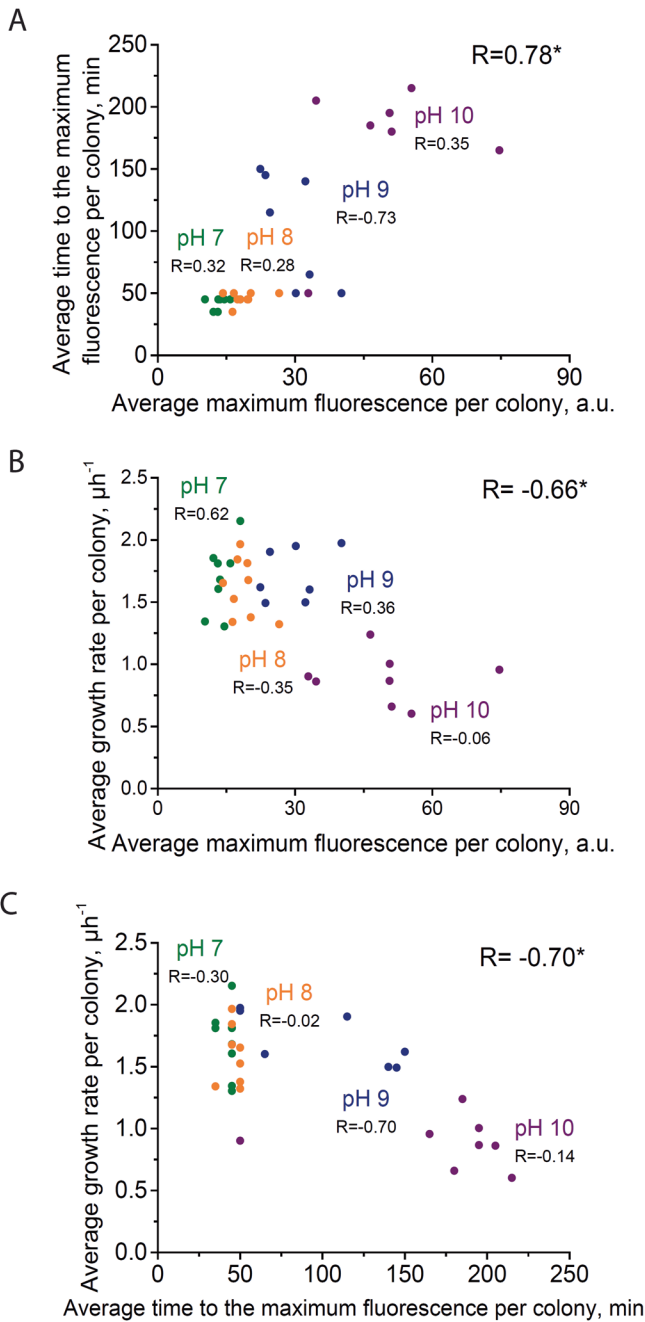 A
R=0.78*
Average time to the maximum
fluorescence per colony, min
250
200
150
100
50
0
pH 10
R=0.35
pH 9
R=-0.73
pH 7
R=0.32
pH 8
R=0.28
0
30
60
90
Average maximum fluorescence per colony, a.u.
B
R= -0.66*
Average growth rate per colony, µh-1
2.5
2.0
1.5
1.0
0.5
0.0
pH 7
R=0.62
pH 9
R=0.36
pH 8
R=-0.35
pH 10
R=-0.06
0
30
60
90
Average maximum fluorescence per colony, a.u.
C
R= -0.70*
Average growth rate per colony, µh-1
2.5
2.0
1.5
1.0
0.5
0.0
pH 7
R=-0.30
pH 8
R=-0.02
pH 9
R=-0.70
pH 10
R=-0.14
0
50
100
150
200
250
Average time to the maximum fluorescence per colony, min